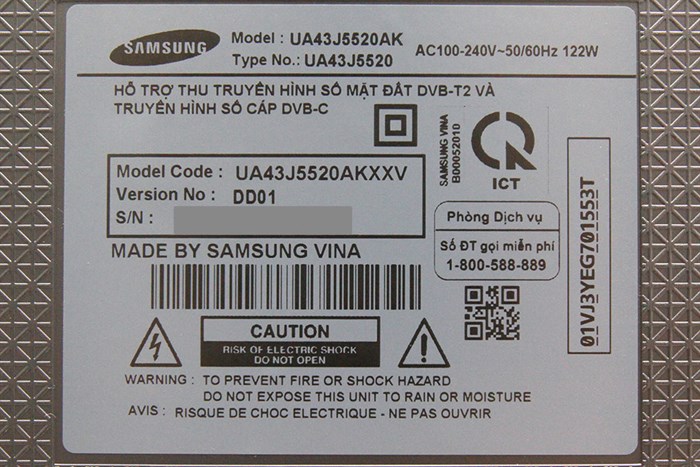 SAMSUNG
Model : UA43J5520AK
Type No.: UA43J5520
AC100-240V~50/60Hz 122W
HỖ TRỢ THU TRUYỀN HÌNH SỐ MẶT ĐẤT DVB-T2 VÀ
TRUYỀN HÌNH SỐ CÁP DVB-C
SAMSUNG VINA
B00052010
ICT
Model Code : UA43J5520AKXXV
Version No : DD01
S/N :
MADE BY SAMSUNG VINA
Phòng Dịch vụ
Số ĐT gọi miễn phí
1-800-588-889
01VJ3YEG701553T
CAUTION
RISK OF ELECTRIC SHOCK
DO NOT OPEN
WARNING : TO PREVENT FIRE OR SHOCK HAZARD
DO NOT EXPOSE THIS UNIT TO RAIN OR MOISTURE
AVIS : RISQUE DE CHOC ELECTRIQUE - NE PAS OUVRIR